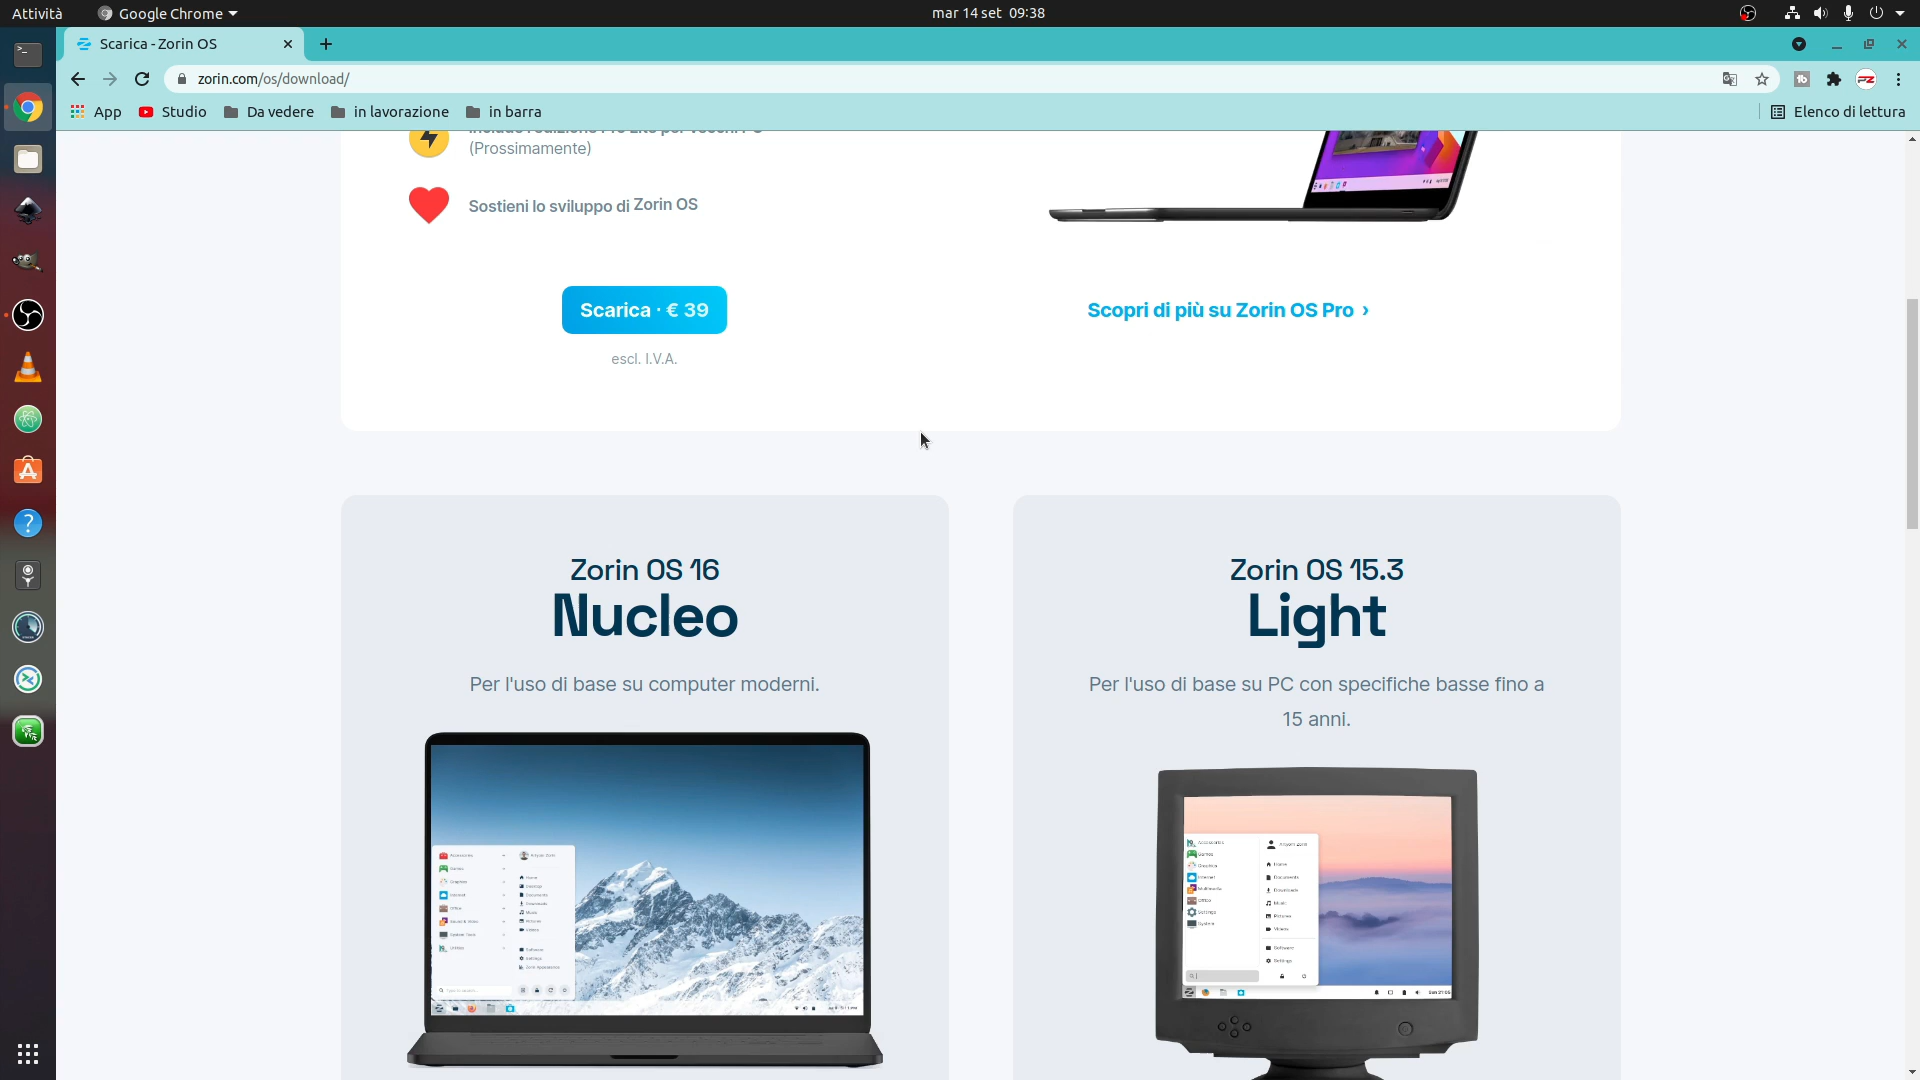 Attività
Google Chrome
mar 14 set 09:38
Scarica - Zorin OS
zorin.com/os/download/
App
Studio
Da vedere
in lavorazione
in barra
Elenco di lettura
(Prossimamente)
Sostieni lo sviluppo di Zorin OS
Scarica · € 39
escl. I.V.A.
Scopri di più su Zorin OS Pro ›
Zorin OS 16
Nucleo
Per l'uso di base su computer moderni.
Zorin OS 15.3
Light
Per l'uso di base su PC con specifiche basse fino a
15 anni.